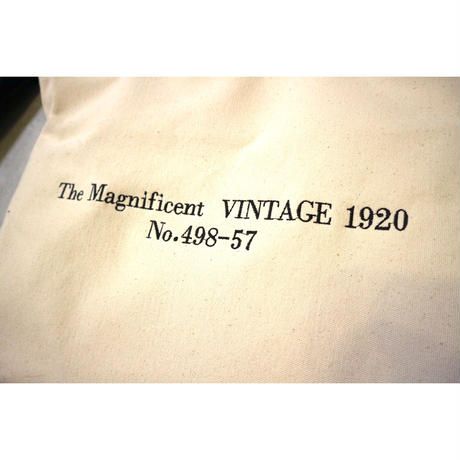 The Magnificent VINTAGE 1920
No.498-57